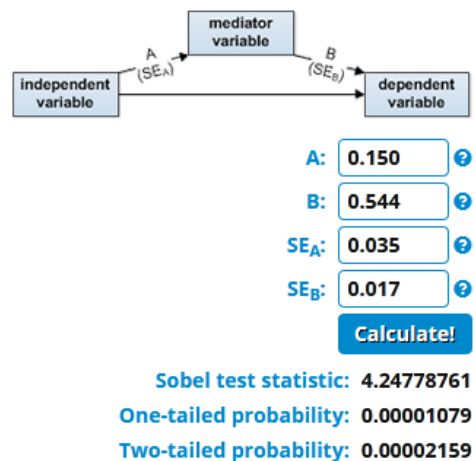 mediator
variable
A
(SEA)
B
(SEB)
independent
variable
dependent
variable
A: 0.150 ?
B: 0.544 ?
SEA: 0.035 ?
SEB: 0.017 ?
Calculate!
Sobel test statistic: 4.24778761
One-tailed probability: 0.00001079
Two-tailed probability: 0.00002159